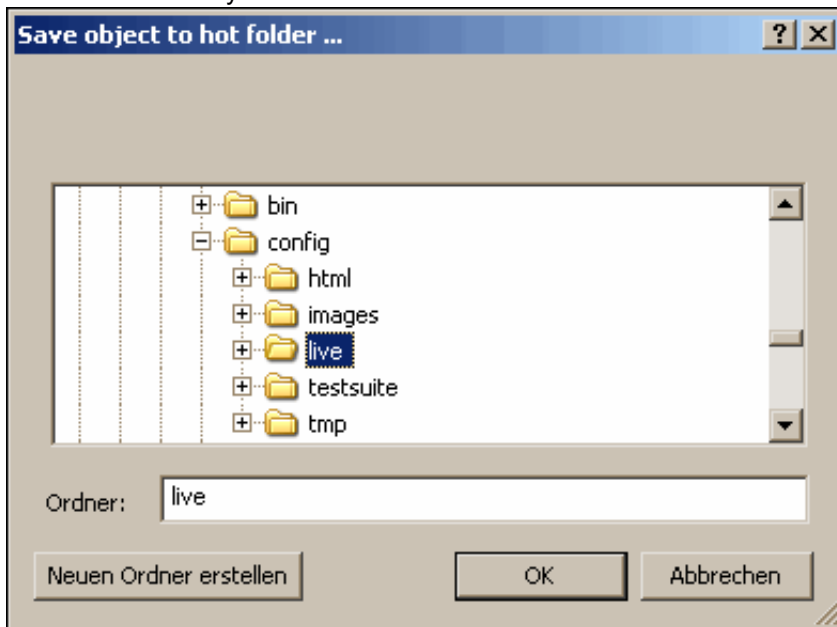 Save object to hot folder ...
bin
config
html
images
live
testsuite
tmp
Ordner: live
Neuen Ordner erstellen OK Abbrechen